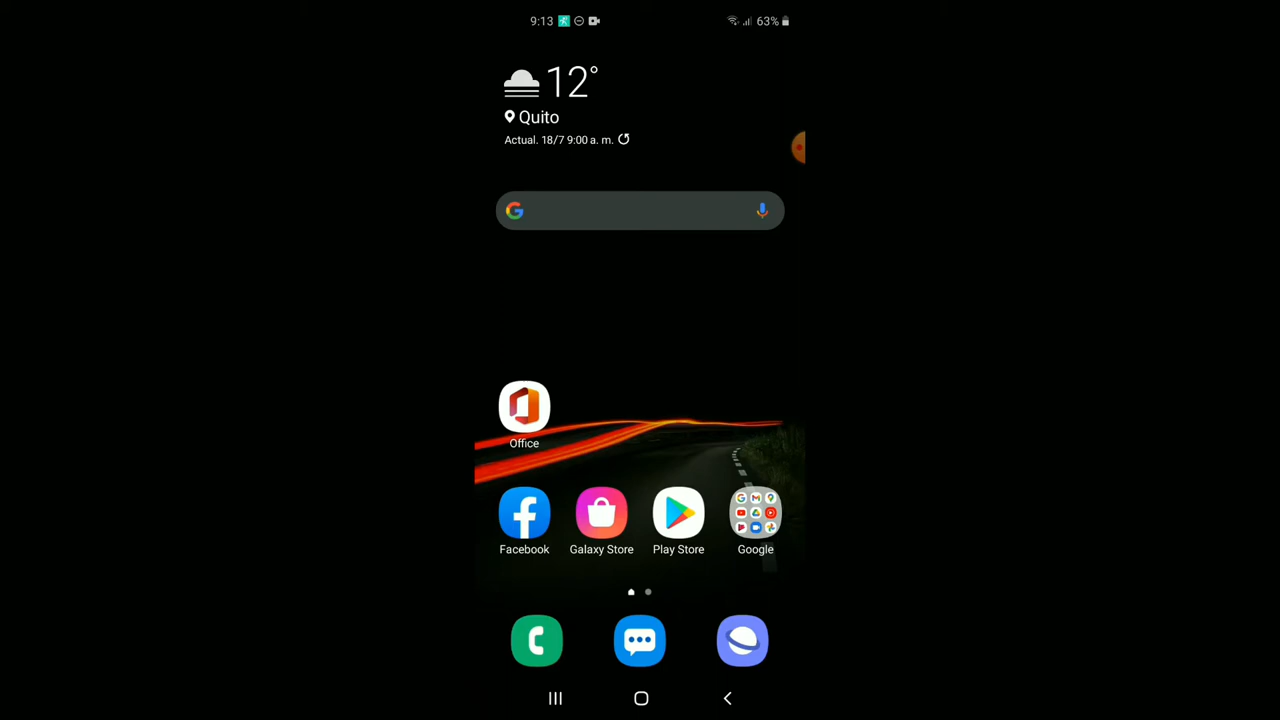 9:13
63%
12°
Quito
Actual. 18/7 9:00 a. m.
Office
Facebook
Galaxy Store
Play Store
Google